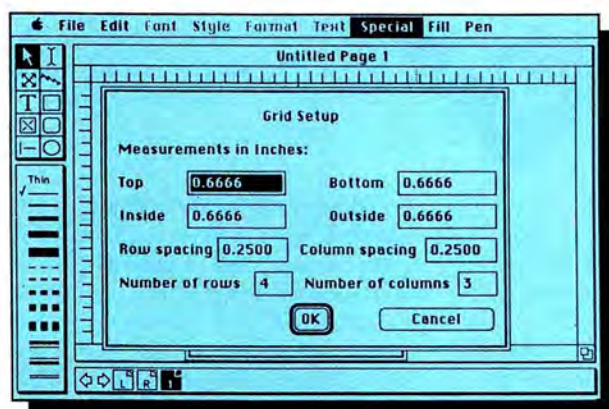 File Edit Font Style Format Text Special Fill Pen
Untitled Page 1
T
Thin
Grid Setup
Measurements in Inches:
Top 0.6666 Bottom 0.6666
Inside 0.6666 Outside 0.6666
Row spacing 0.2500 Column spacing 0.2500
Number of rows 4 Number of columns 3
OK Cancel
L R 1